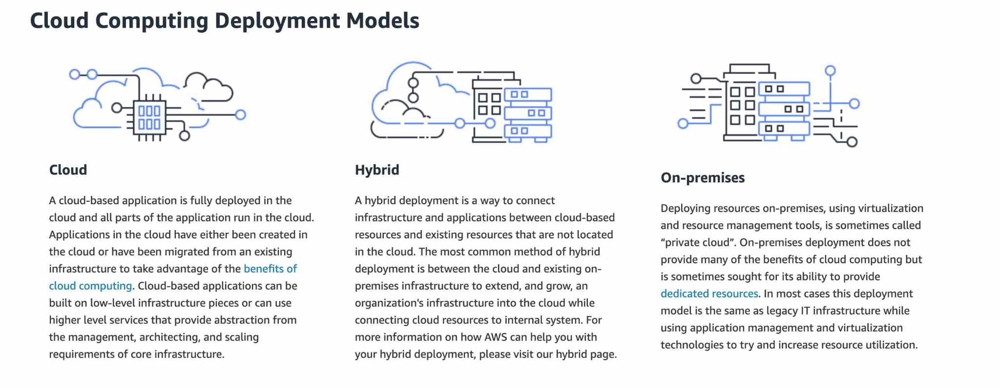 Cloud Computing Deployment Models
Cloud
A cloud-based application is fully deployed in the
cloud and all parts of the application run in the cloud.
Applications in the cloud have either been created in
the cloud or have been migrated from an existing
infrastructure to take advantage of the benefits of
cloud computing. Cloud-based applications can be
built on low-level infrastructure pieces or can use
higher level services that provide abstraction from
the management, architecting, and scaling
requirements of core infrastructure.
Hybrid
A hybrid deployment is a way to connect
infrastructure and applications between cloud-based
resources and existing resources that are not located
in the cloud. The most common method of hybrid
deployment is between the cloud and existing on-
premises infrastructure to extend, and grow, an
organization's infrastructure into the cloud while
connecting cloud resources to internal system. For
more information on how AWS can help you with
your hybrid deployment, please visit our hybrid page.
On-premises
Deploying resources on-premises, using virtualization
and resource management tools, is sometimes called
“private cloud”. On-premises deployment does not
provide many of the benefits of cloud computing but
is sometimes sought for its ability to provide
dedicated resources. In most cases this deployment
model is the same as legacy IT infrastructure while
using application management and virtualization
technologies to try and increase resource utilization.